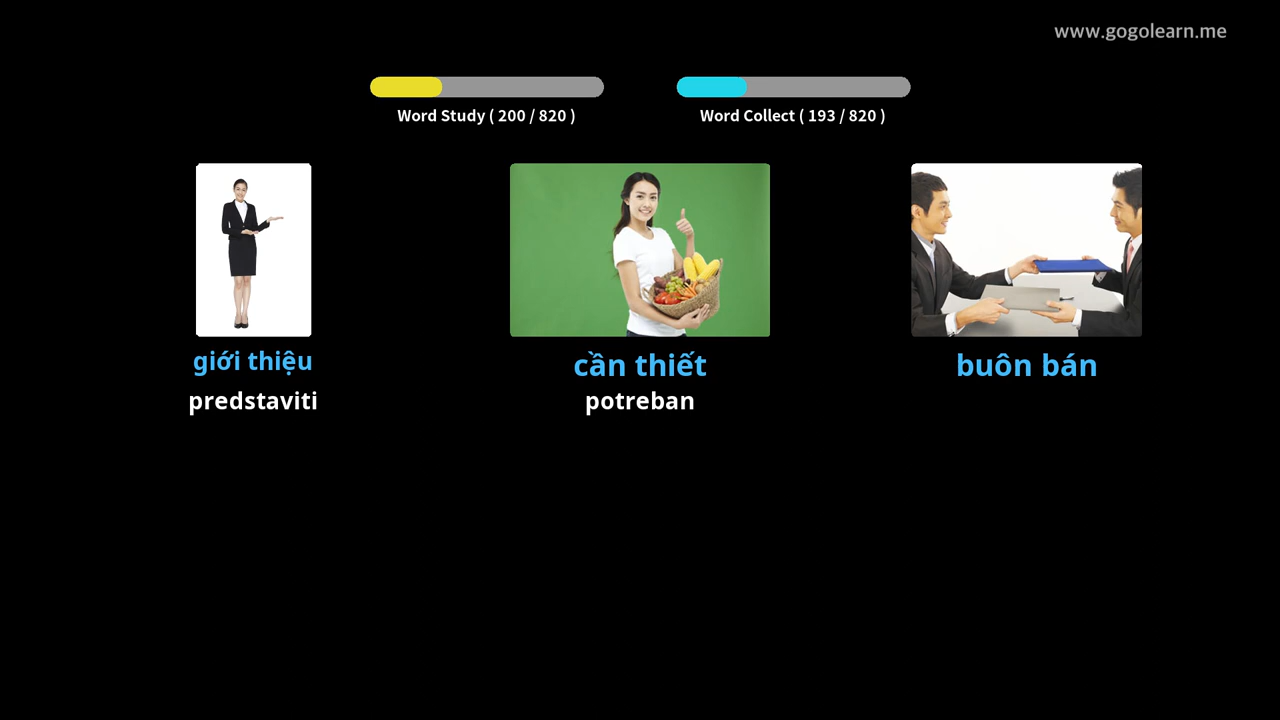 www.gogolearn.me
Word Study ( 200 / 820 )
Word Collect ( 193 / 820 )
giới thiệu
cần thiết
buôn bán
predstaviti
potreban